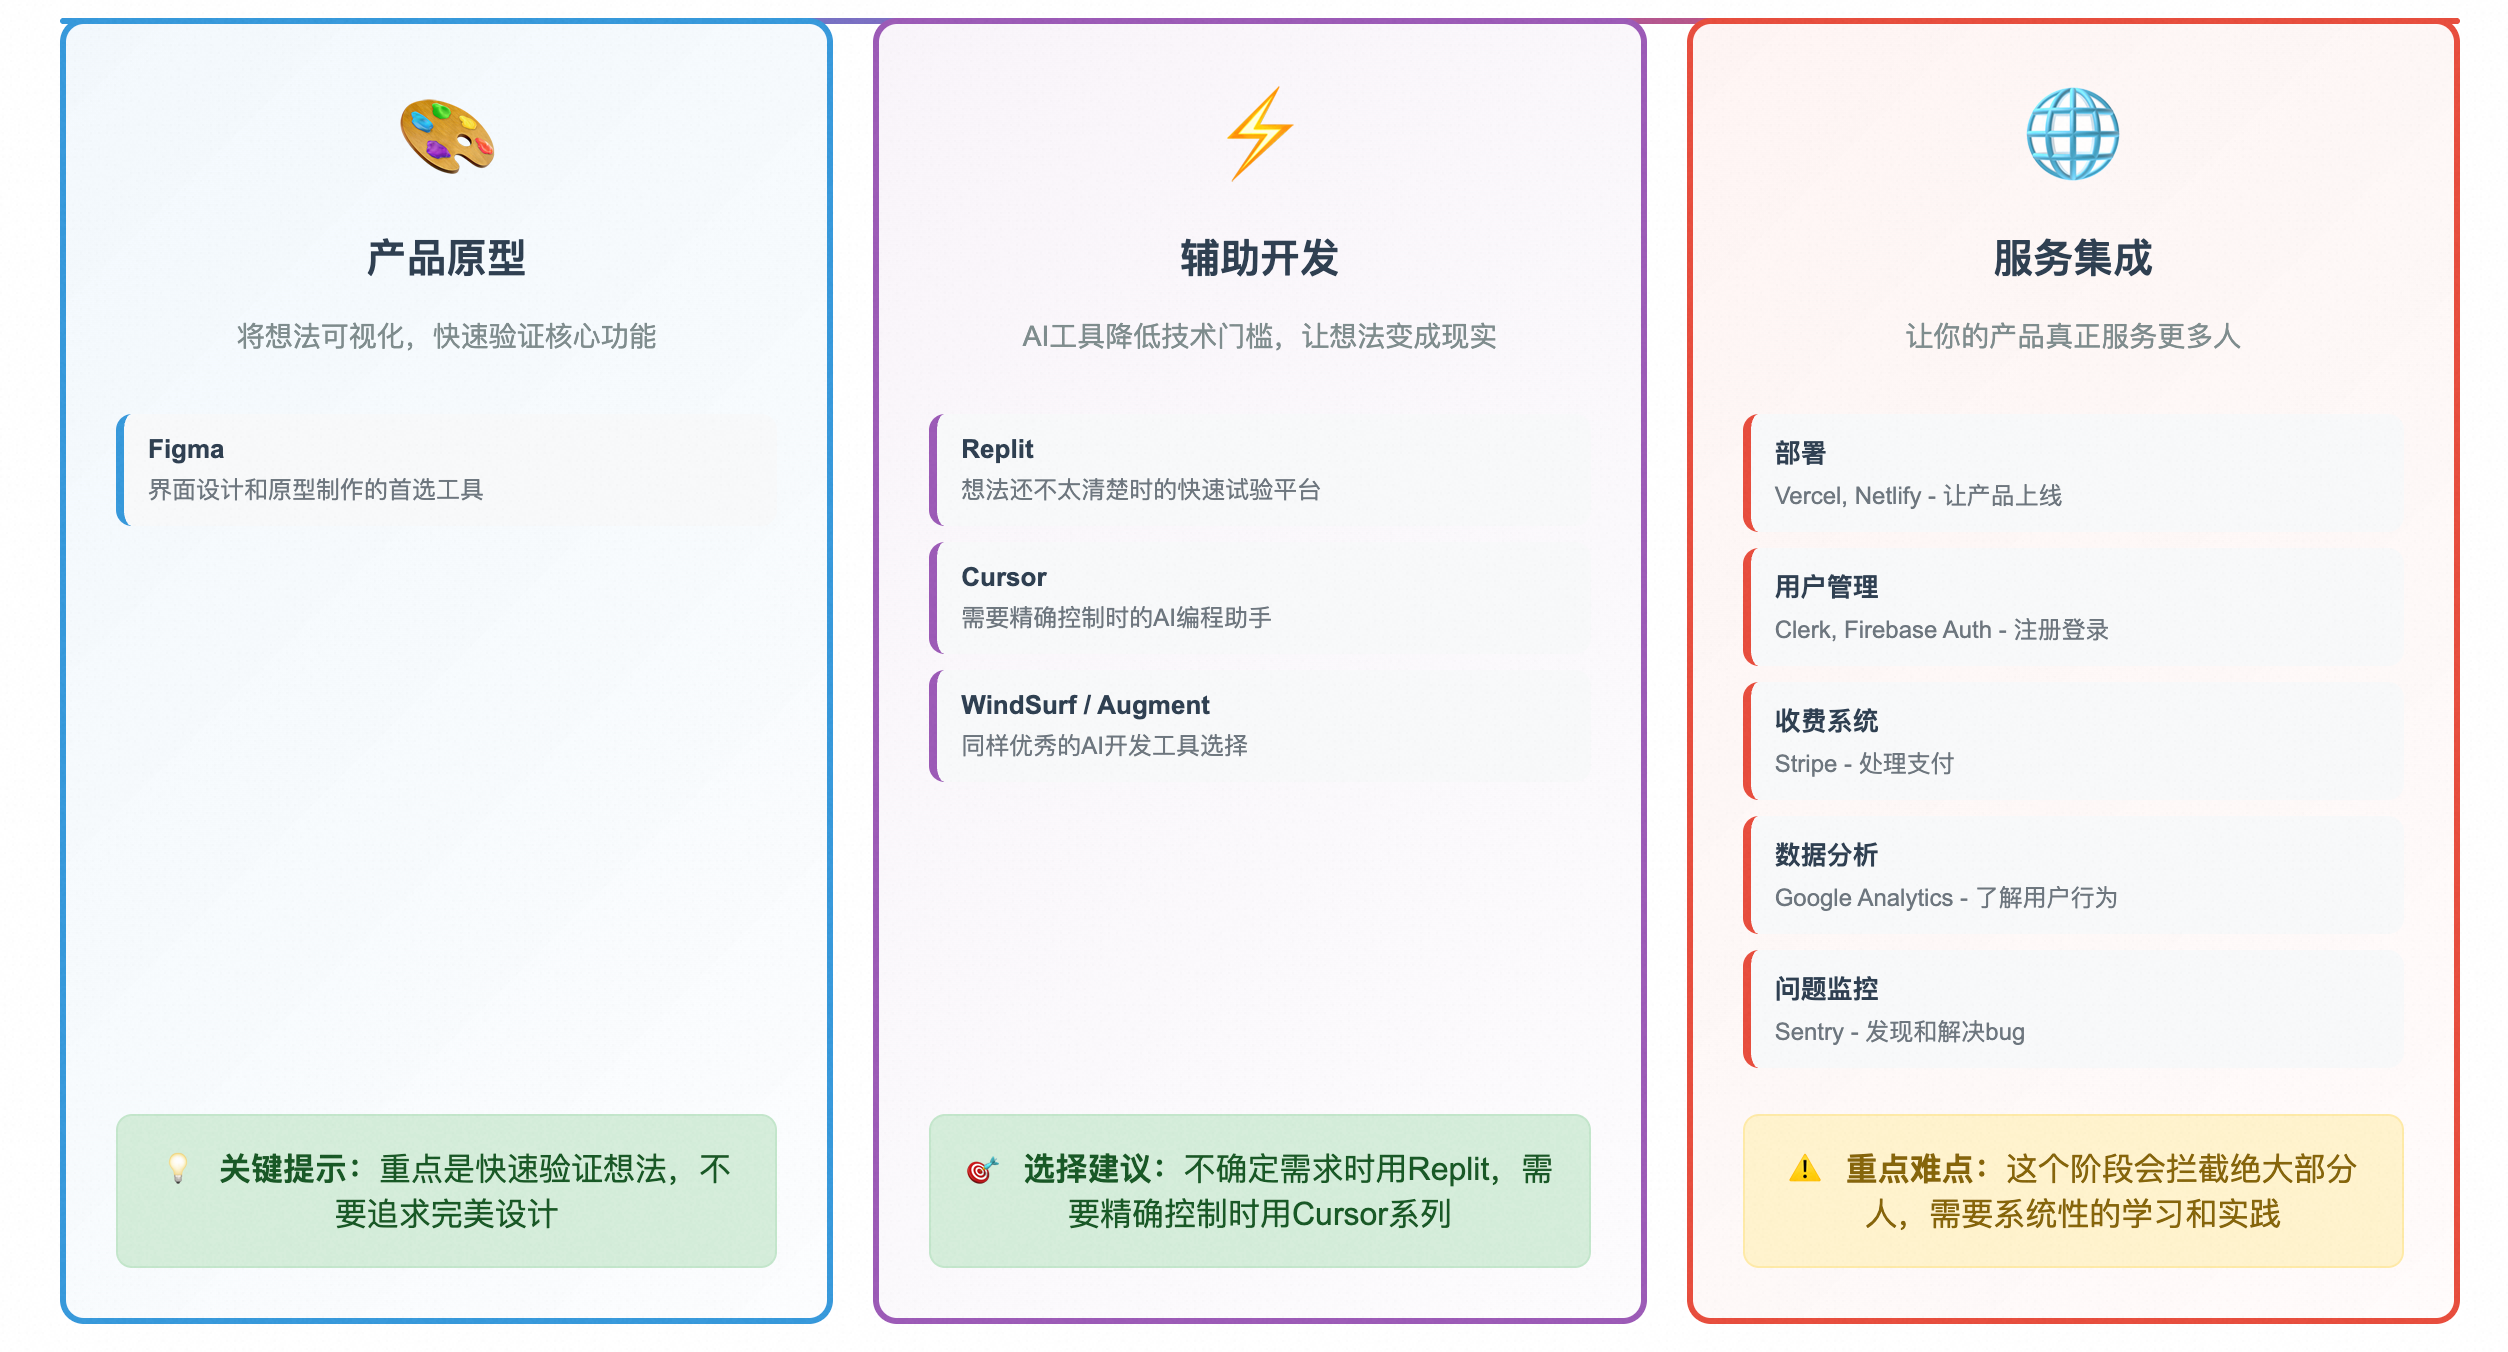 产品原型
将想法可视化，快速验证核心功能
Figma
界面设计和原型制作的首选工具
关键提示：重点是快速验证想法，不
要追求完美设计
辅助开发
AI工具降低技术门槛，让想法变成现实
Replit
想法还不太清楚时的快速试验平台
Cursor
需要精确控制时的AI编程助手
WindSurf / Augment
同样优秀的AI开发工具选择
选择建议：不确定需求时用Replit，需
要精确控制时用Cursor系列
服务集成
让你的产品真正服务更多人
部署
Vercel, Netlify - 让产品上线
用户管理
Clerk, Firebase Auth - 注册登录
收费系统
Stripe - 处理支付
数据分析
Google Analytics - 了解用户行为
问题监控
Sentry - 发现和解决bug
重点难点：这个阶段会拦截绝大部分
人，需要系统性的学习和实践